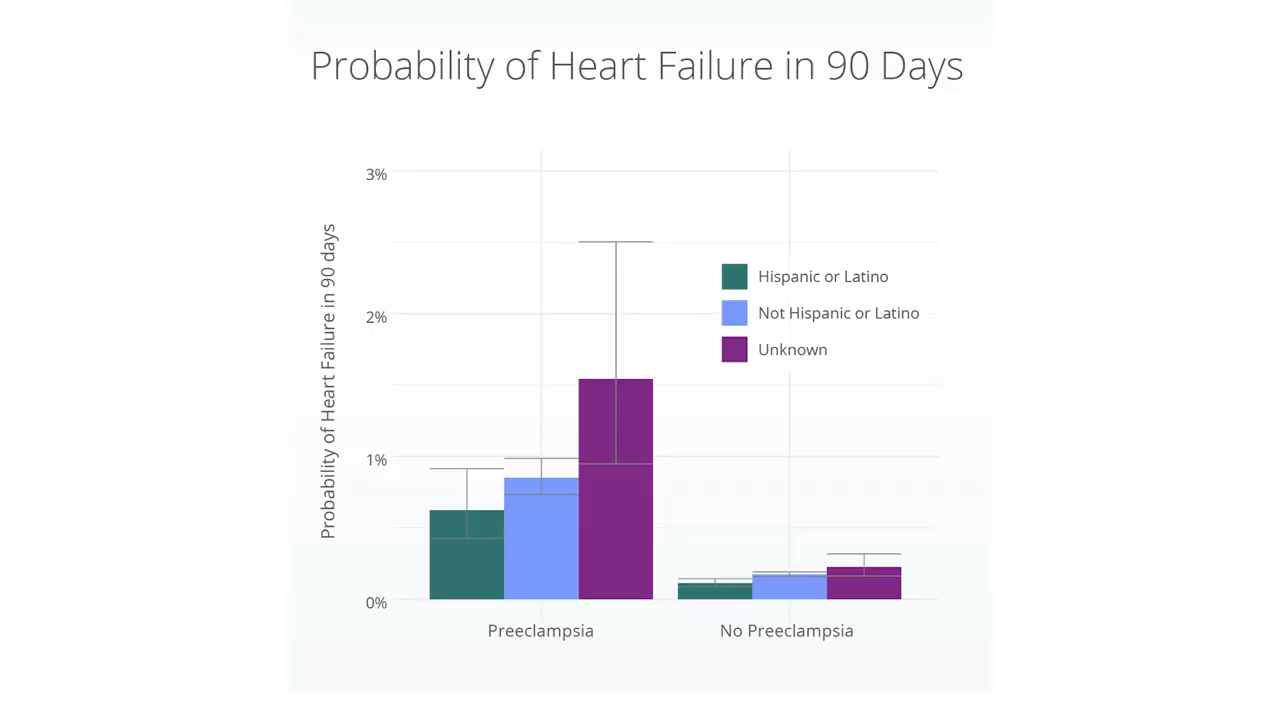 Probability of Heart Failure in 90 Days
Probability of Heart Failure in 90 days
3%
2%
1%
0%
Hispanic or Latino
Not Hispanic or Latino
Unknown
Preeclampsia
No Preeclampsia